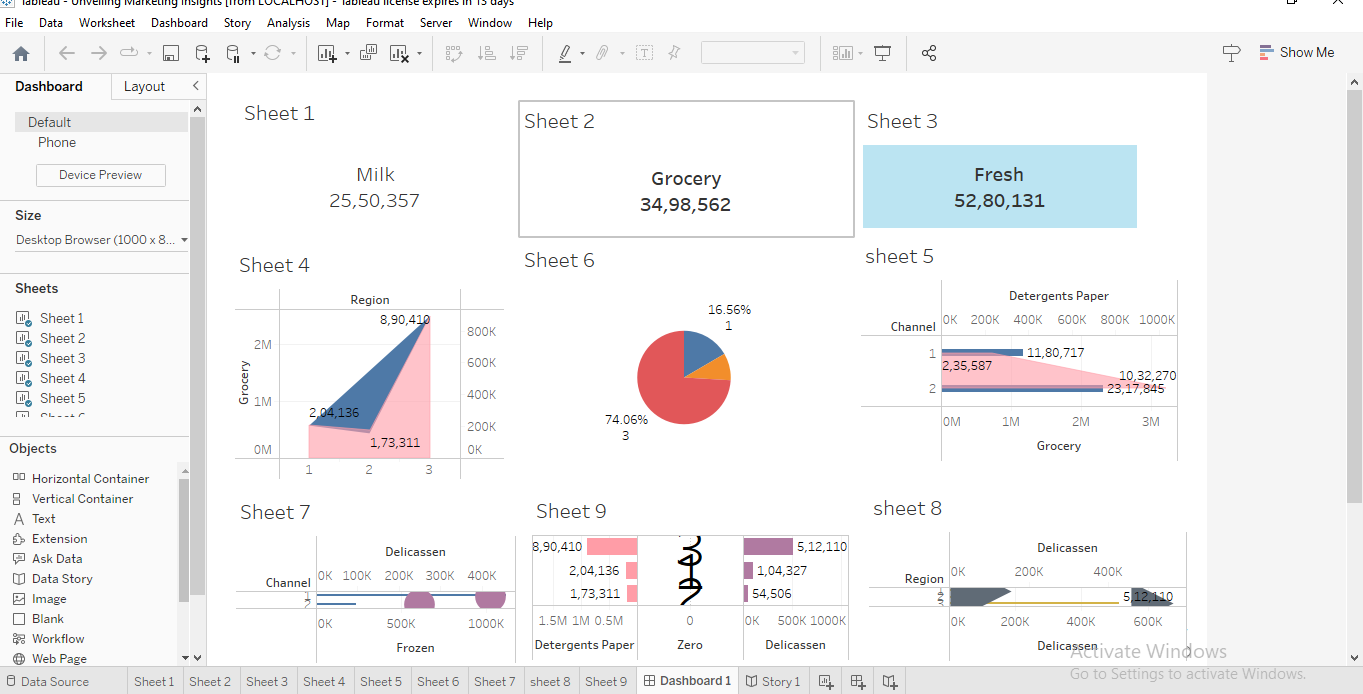 Tableau - Unveiling Marketing Insights [from LOCALHOST] - Tableau license expires in 13 days
File Data Worksheet Dashboard Story Analysis Map Format Server Window Help
Show Me
Dashboard Layout
Default
Phone
Device Preview
Size
Desktop Browser (1000 x 8...
Sheets
Sheet 1
Sheet 2
Sheet 3
Sheet 4
Sheet 5
Objects
Horizontal Container
Vertical Container
Text
Extension
Ask Data
Data Story
Image
Blank
Workflow
Web Page
Sheet 1
Milk
25,50,357
Sheet 2
Grocery
34,98,562
Sheet 3
Fresh
52,80,131
Sheet 4
Region
8,90,410
2M
1M
0M
Grocery
2,04,136
1,73,311
800K
600K
400K
200K
0K
1 2 3
Sheet 6
16.56%
1
74.06%
3
sheet 5
Detergents Paper
Channel
0K 200K 400K 600K 800K 1000K
1 11,80,717
2,35,587
10,32,270
2 23,17,845
0M 1M 2M 3M
Grocery
Sheet 7
Delicassen
Channel
0K 100K 200K 300K 400K
1
2
0K 500K 1000K
Frozen
Sheet 9
8,90,410 5,12,110
2,04,136 1,04,327
1,73,311 54,506
1.5M 1M 0.5M 0 0K 500K 1000K
Detergents Paper Zero Delicassen
sheet 8
Delicassen
Region
0K 200K 400K
5,12,110
0K 200K 400K 600K
Delicassen
Activate Windows
Go to Settings to activate Windows.
Data Source Sheet 1 Sheet 2 Sheet 3 Sheet 4 Sheet 5 Sheet 6 Sheet 7 sheet 8 Sheet 9 Dashboard 1 Story 1